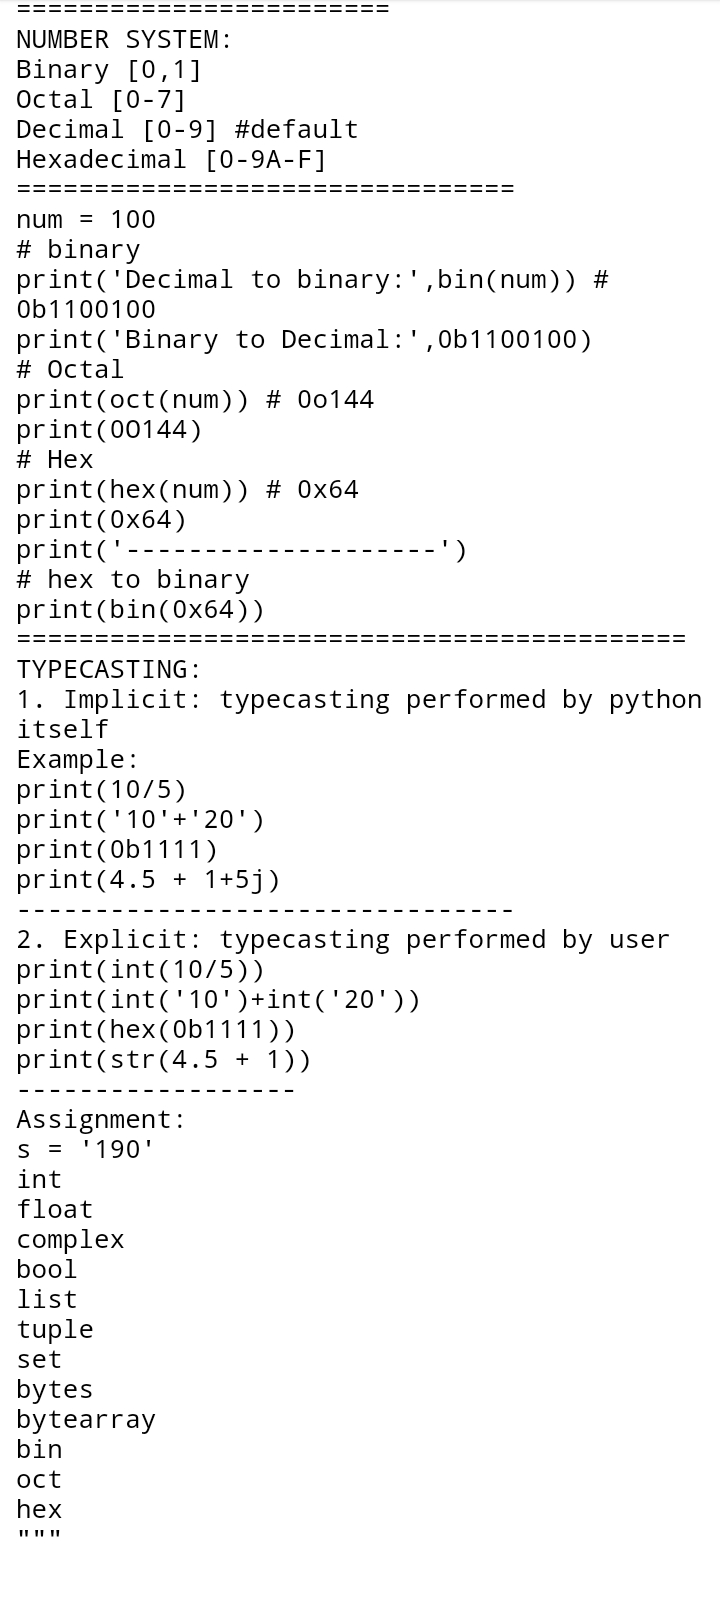 ========================
NUMBER SYSTEM:
Binary [0,1]
Octal [0-7]
Decimal [0-9] #default
Hexadecimal [0-9A-F]
================================
num = 100
# binary
print('Decimal to binary:',bin(num)) #
0b1100100
print('Binary to Decimal:',0b1100100)
# Octal
print(oct(num)) # 0o144
print(0O144)
# Hex
print(hex(num)) # 0x64
print(0x64)
print('--------------------')
# hex to binary
print(bin(0x64))
===========================================
TYPECASTING:
1. Implicit: typecasting performed by python
itself
Example:
print(10/5)
print('10'+'20')
print(0b1111)
print(4.5 + 1+5j)
--------------------------------
2. Explicit: typecasting performed by user
print(int(10/5))
print(int('10')+int('20'))
print(hex(0b1111))
print(str(4.5 + 1))
------------------
Assignment:
s = '190'
int
float
complex
bool
list
tuple
set
bytes
bytearray
bin
oct
hex
"""